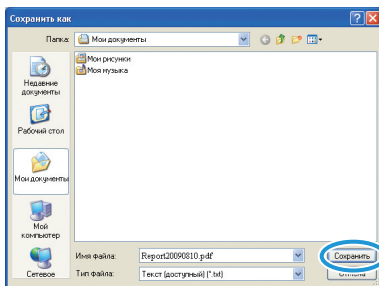 Сохранить как
Папка: Мои документы
Мои рисунки
Моя музыка
Недавние
документы
Рабочий стол
Мои документы
Мой
компьютер
Сетевое
Имя файла: Report20090810.pdf Сохранить
Тип файла: Текст (доступный) (*.txt) Отмена